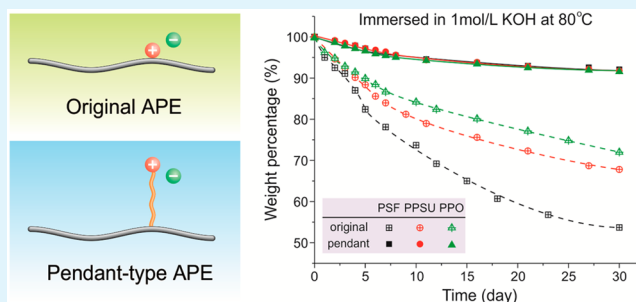 + −
Original APE
+ −
Pendant-type APE
Immersed in 1mol/L KOH at 80°C
Weight percentage (%)
100
90
80
70
60
50
PSF PPSU PPO
original
pendant
0 5 10 15 20 25 30
Time (day)